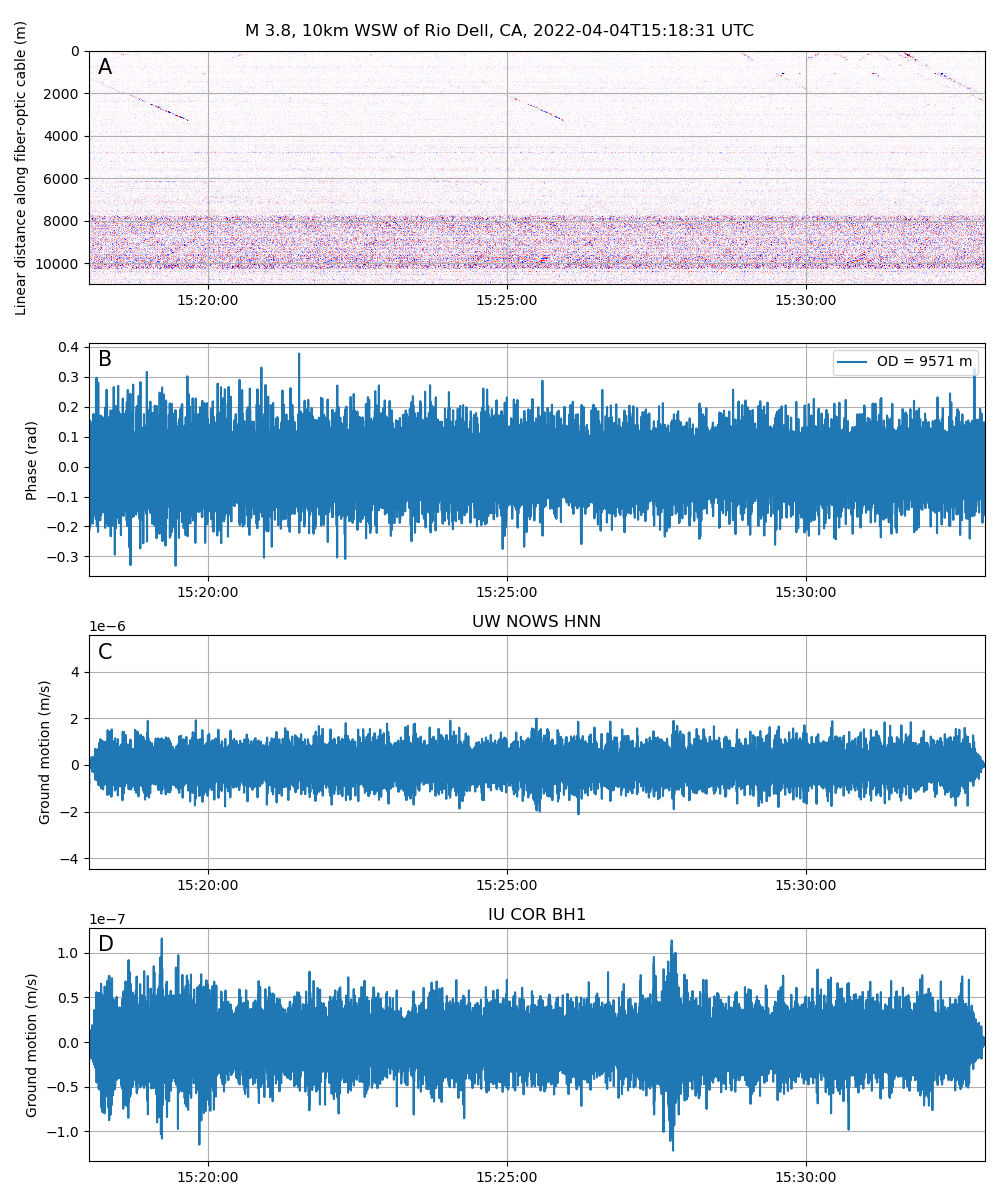 M 3.8, 10km WSW of Rio Dell, CA, 2022-04-04T15:18:31 UTC
Linear distance along fiber-optic cable (m)
A
0
2000
4000
6000
8000
10000
15:20:00 15:25:00 15:30:00
Phase (rad)
B
OD = 9571 m
0.4
0.3
0.2
0.1
0.0
−0.1
−0.2
−0.3
15:20:00 15:25:00 15:30:00
UW NOWS HNN
1e−6
Ground motion (m/s)
C
4
2
0
−2
−4
15:20:00 15:25:00 15:30:00
IU COR BH1
1e−7
Ground motion (m/s)
D
1.0
0.5
0.0
−0.5
−1.0
15:20:00 15:25:00 15:30:00